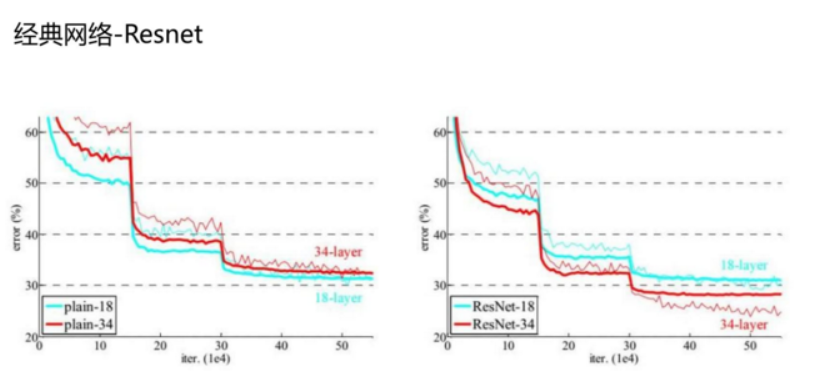 经典网络-Resnet
60
50
40
30
20
error (%)
34-layer
18-layer
plain-18
plain-34
0
10
20
30
40
50
iter. (1e4)
60
50
40
30
20
error (%)
18-layer
34-layer
ResNet-18
ResNet-34
0
10
20
30
40
50
iter. (1e4)